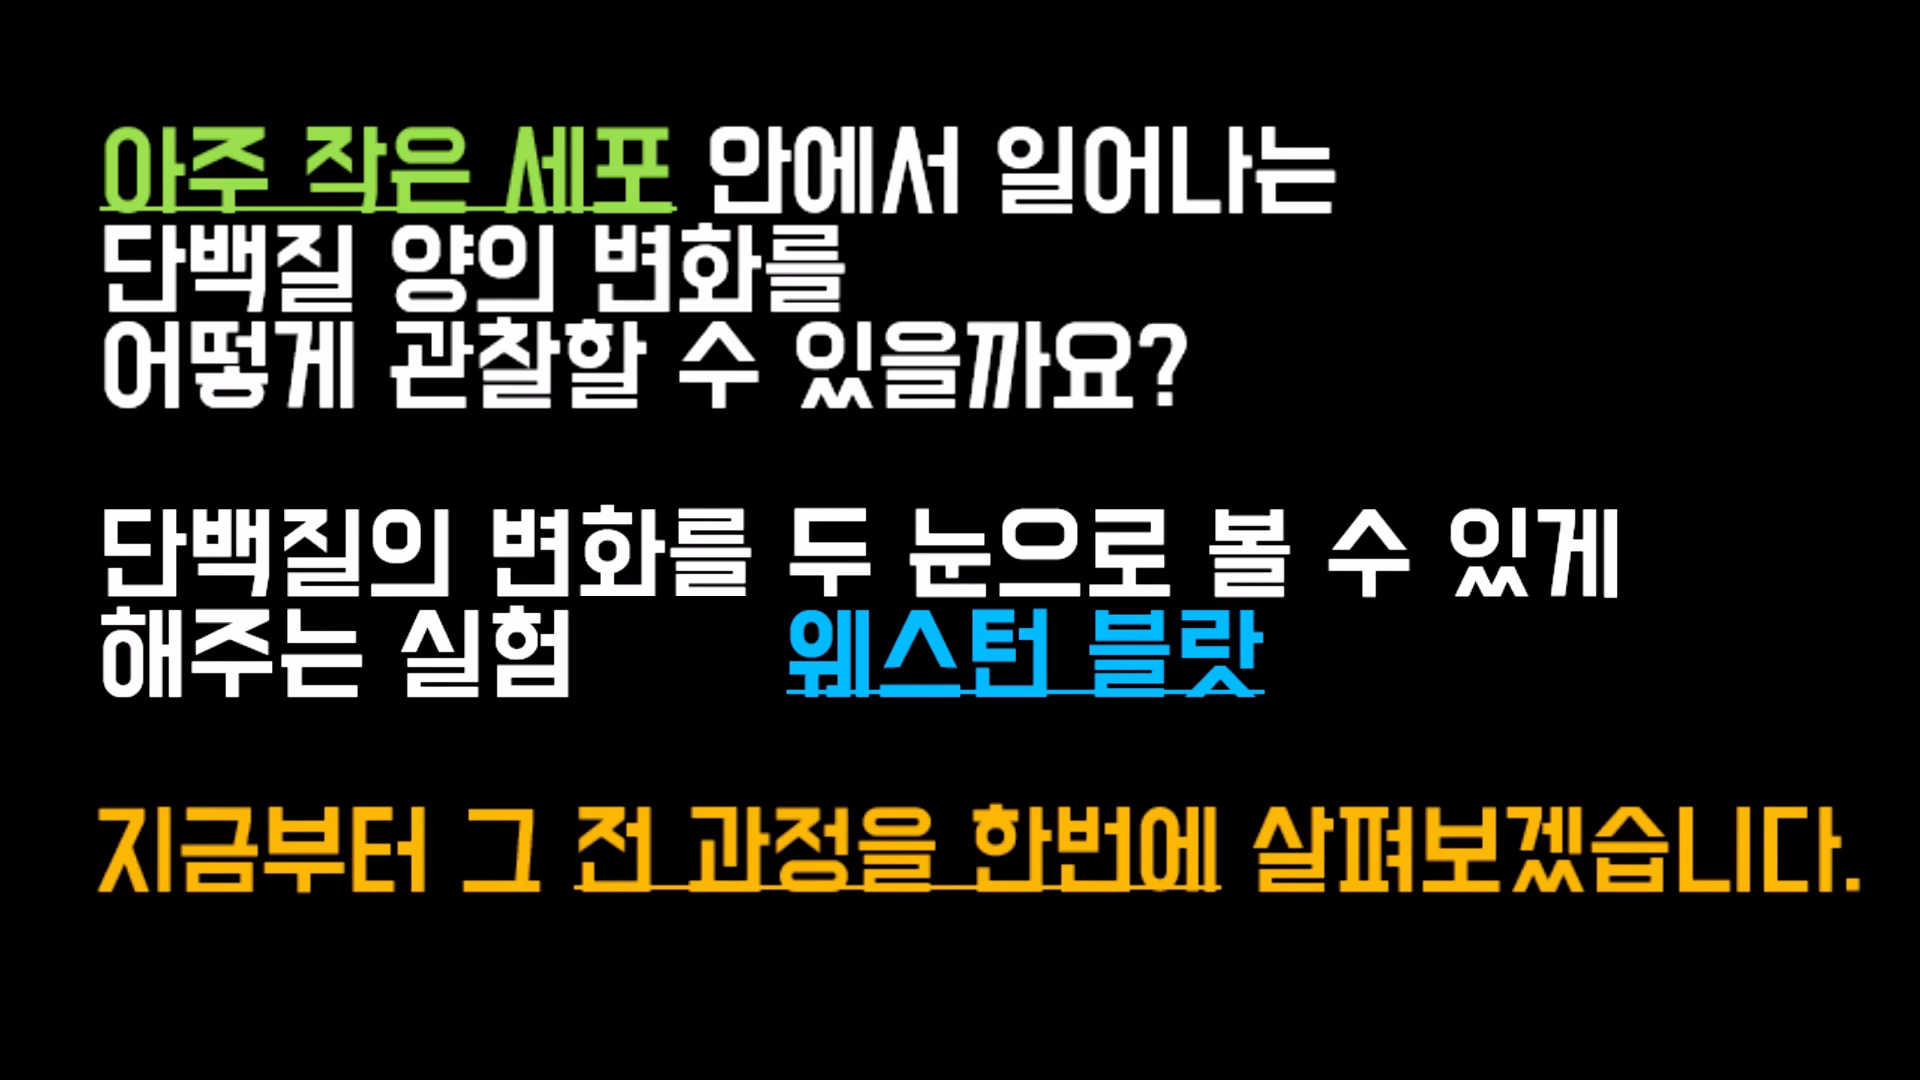 아주 작은 세포 안에서 일어나는
단백질 양의 변화를
어떻게 관찰할 수 있을까요?
단백질의 변화를 두 눈으로 볼 수 있게
해주는 실험 웨스턴 블랏
지금부터 그 전 과정을 한번에 살펴보겠습니다.